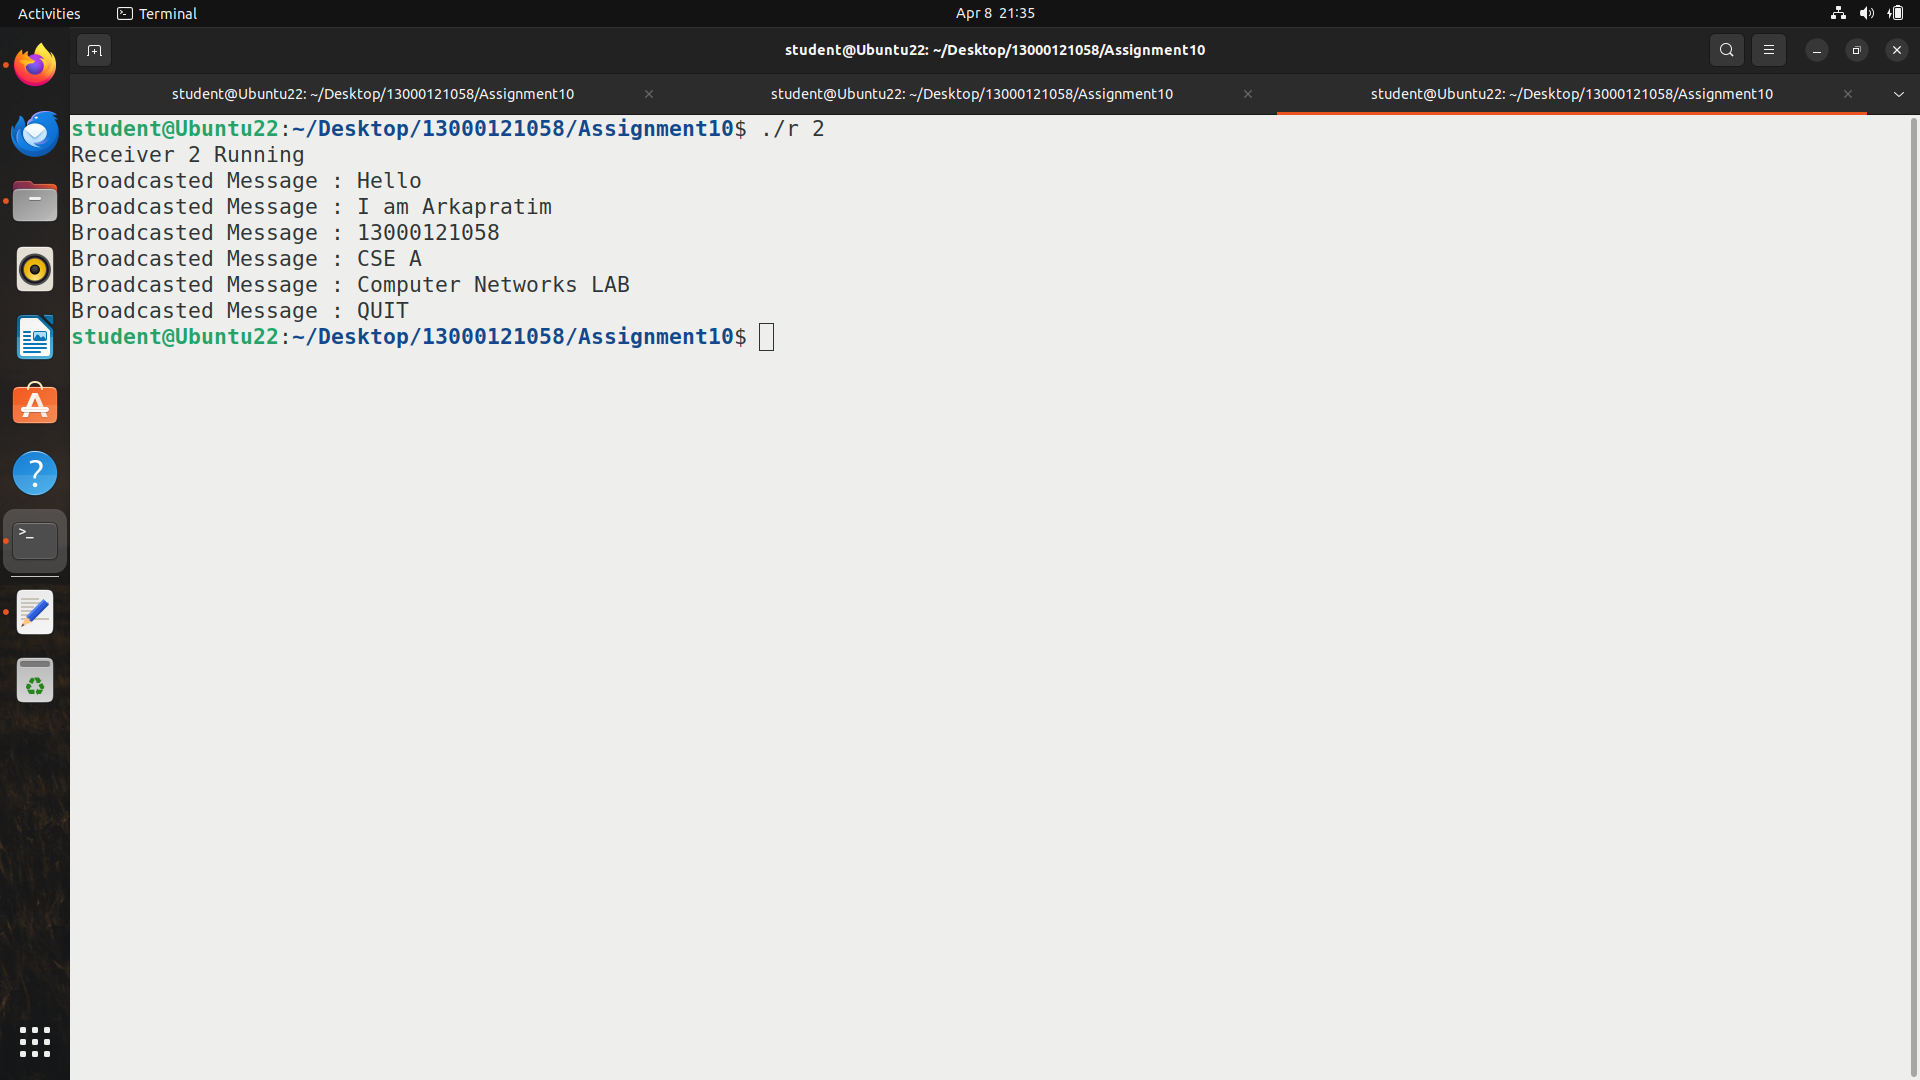 Activities Terminal Apr 8 21:35
student@Ubuntu22: ~/Desktop/13000121058/Assignment10
student@Ubuntu22: ~/Desktop/13000121058/Assignment10 student@Ubuntu22: ~/Desktop/13000121058/Assignment10 student@Ubuntu22: ~/Desktop/13000121058/Assignment10
student@Ubuntu22:~/Desktop/13000121058/Assignment10$ ./r 2
Receiver 2 Running
Broadcasted Message : Hello
Broadcasted Message : I am Arkapratim
Broadcasted Message : 13000121058
Broadcasted Message : CSE A
Broadcasted Message : Computer Networks LAB
Broadcasted Message : QUIT
student@Ubuntu22:~/Desktop/13000121058/Assignment10$